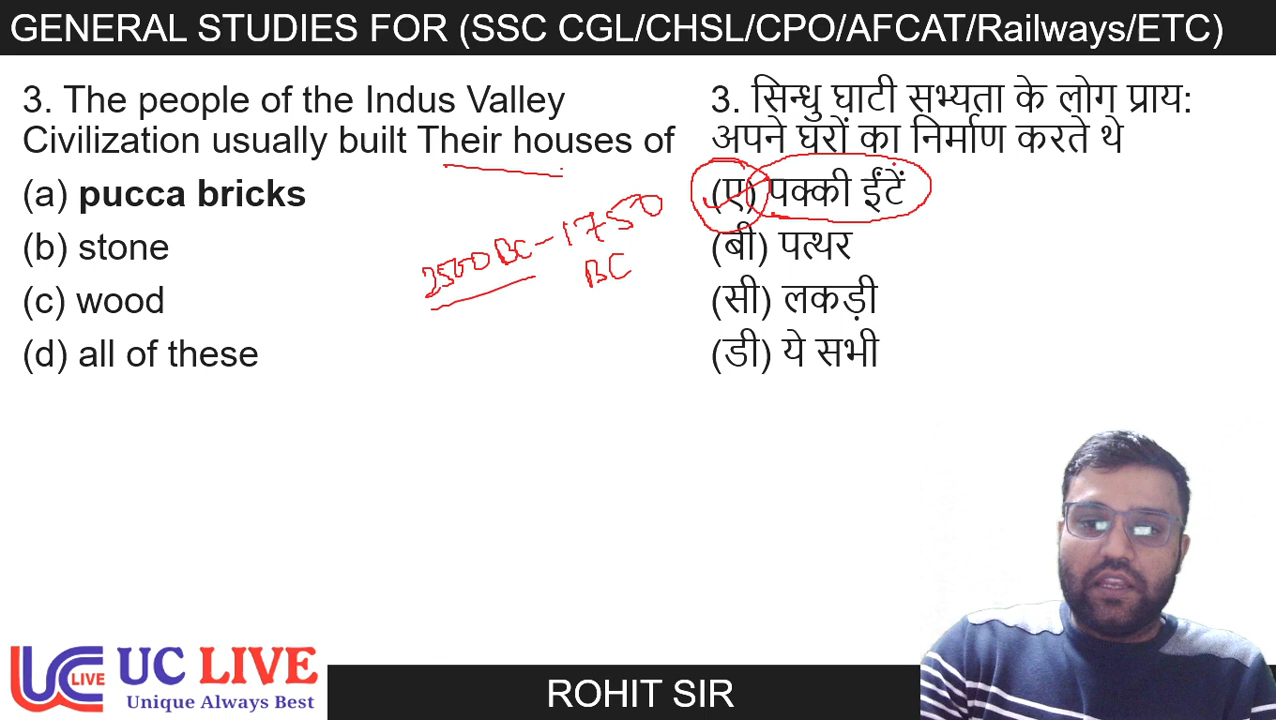 GENERAL STUDIES FOR (SSC CGL/CHSL/CPO/AFCAT/Railways/ETC)
3. The people of the Indus Valley
Civilization usually built Their houses of
(a) pucca bricks
(b) stone
(c) wood
(d) all of these
2500 BC - 1750
BC
3. सिन्धु घाटी सभ्यता के लोग प्राय:
अपने घरों का निर्माण करते थे
(ए) पक्की ईंटें
(बी) पत्थर
(सी) लकड़ी
(डी) ये सभी
LIVE
UC LIVE
Unique Always Best
ROHIT SIR